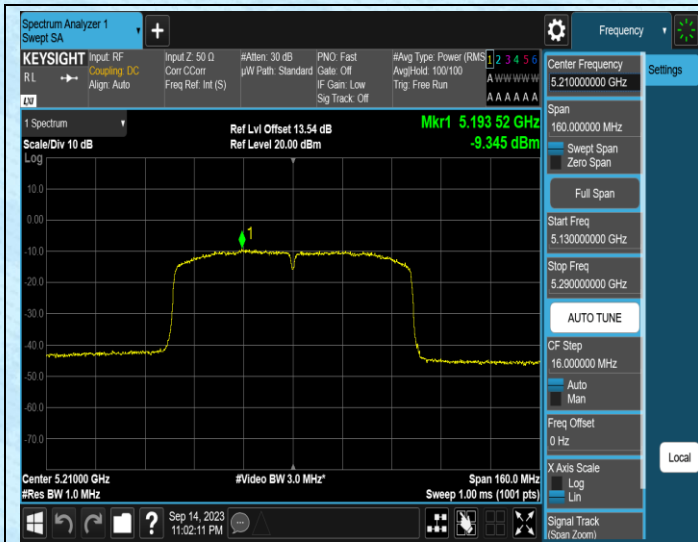 Spectrum Analyzer 1
Swept SA
Frequency
KEYSIGHT
RL
LXI
Input: RF
Coupling: DC
Align: Auto
Input Z: 50 Ω
Corr CCorr
Freq Ref: Int (S)
#Atten: 30 dB
µW Path: Standard
PNO: Fast
Gate: Off
IF Gain: Low
Sig Track: Off
#Avg Type: Power (RMS
Avg|Hold: 100/100
Trig: Free Run
1 2 3 4 5 6
A W W W W W
A A A A A A
1 Spectrum
Scale/Div 10 dB
Log
Ref Lvl Offset 13.54 dB
Ref Level 20.00 dBm
Mkr1 5.193 52 GHz
-9.345 dBm
10.0
0.00
-10.0
-20.0
-30.0
-40.0
-50.0
-60.0
-70.0
1
Center 5.21000 GHz
#Res BW 1.0 MHz
#Video BW 3.0 MHz*
Span 160.0 MHz
Sweep 1.00 ms (1001 pts)
Sep 14, 2023
11:02:11 PM
Center Frequency
5.210000000 GHz
Span
160.000000 MHz
Swept Span
Zero Span
Full Span
Start Freq
5.130000000 GHz
Stop Freq
5.290000000 GHz
AUTO TUNE
CF Step
16.000000 MHz
Auto
Man
Freq Offset
0 Hz
X Axis Scale
Log
Lin
Signal Track
(Span Zoom)
Settings
Local